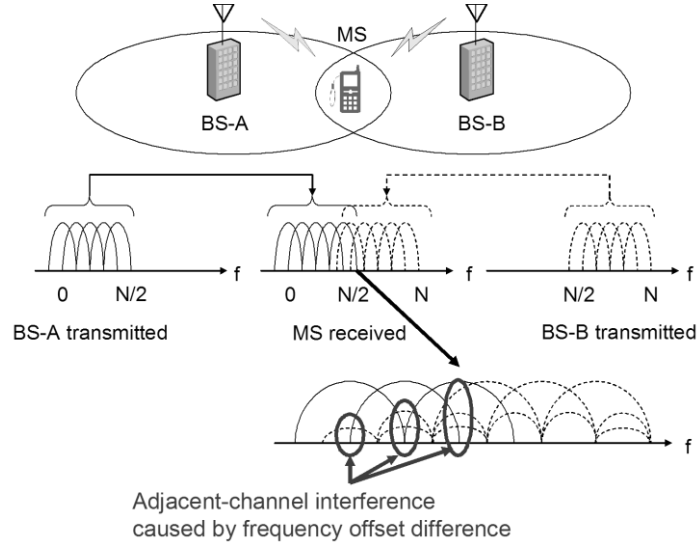 MS
BS-A
BS-B
f
f
f
0
N/2
0
N/2
N
N/2
N
BS-A transmitted
MS received
BS-B transmitted
f
Adjacent-channel interference
caused by frequency offset difference